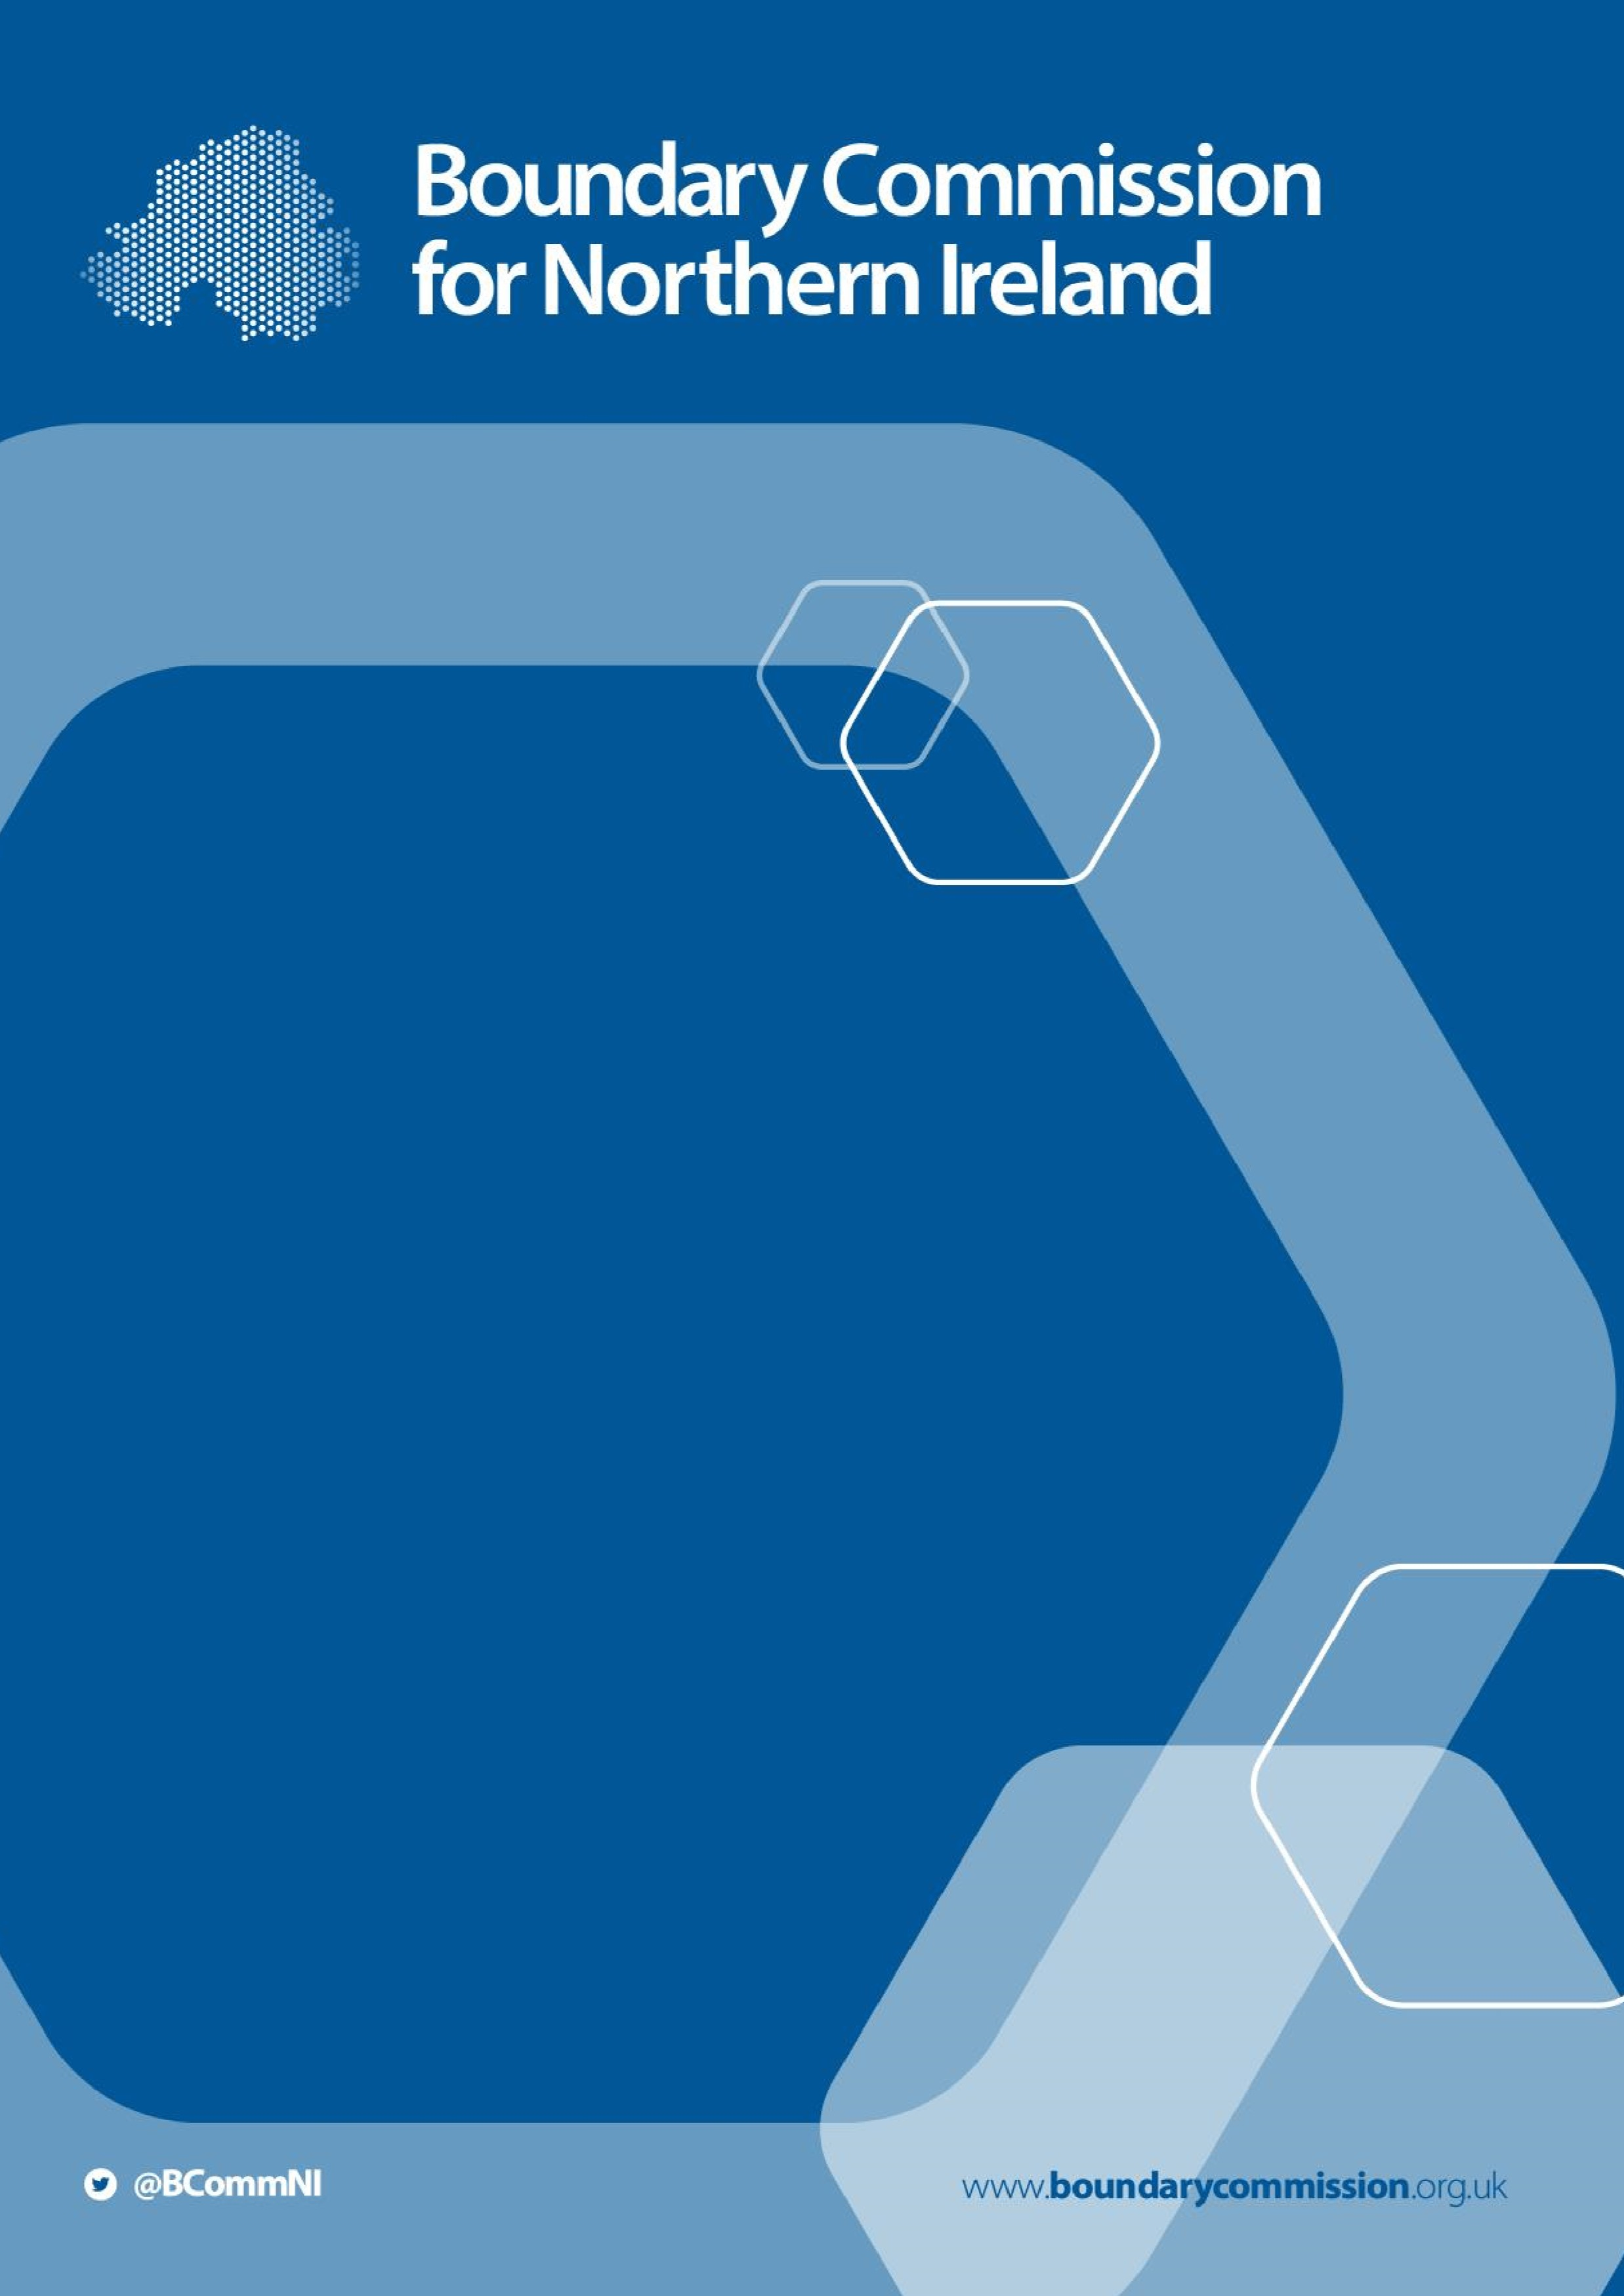 Boundary Commission
for Northern Ireland
@BCommNI
www.boundarycommission.org.uk